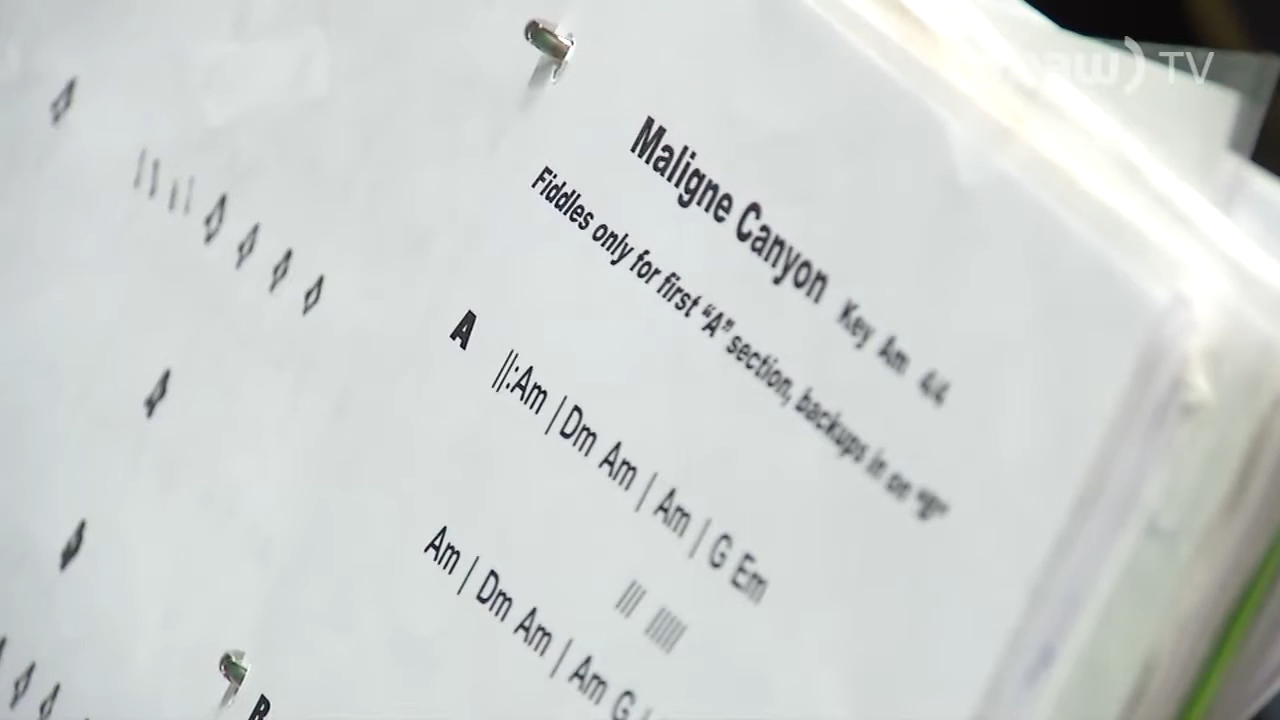 Maligne Canyon Key Am 4/4
Fiddles only for first “A” section, backups in on “B”
A ||:Am | Dm Am | Am | G Em
Am | Dm Am | Am G |
B
TV